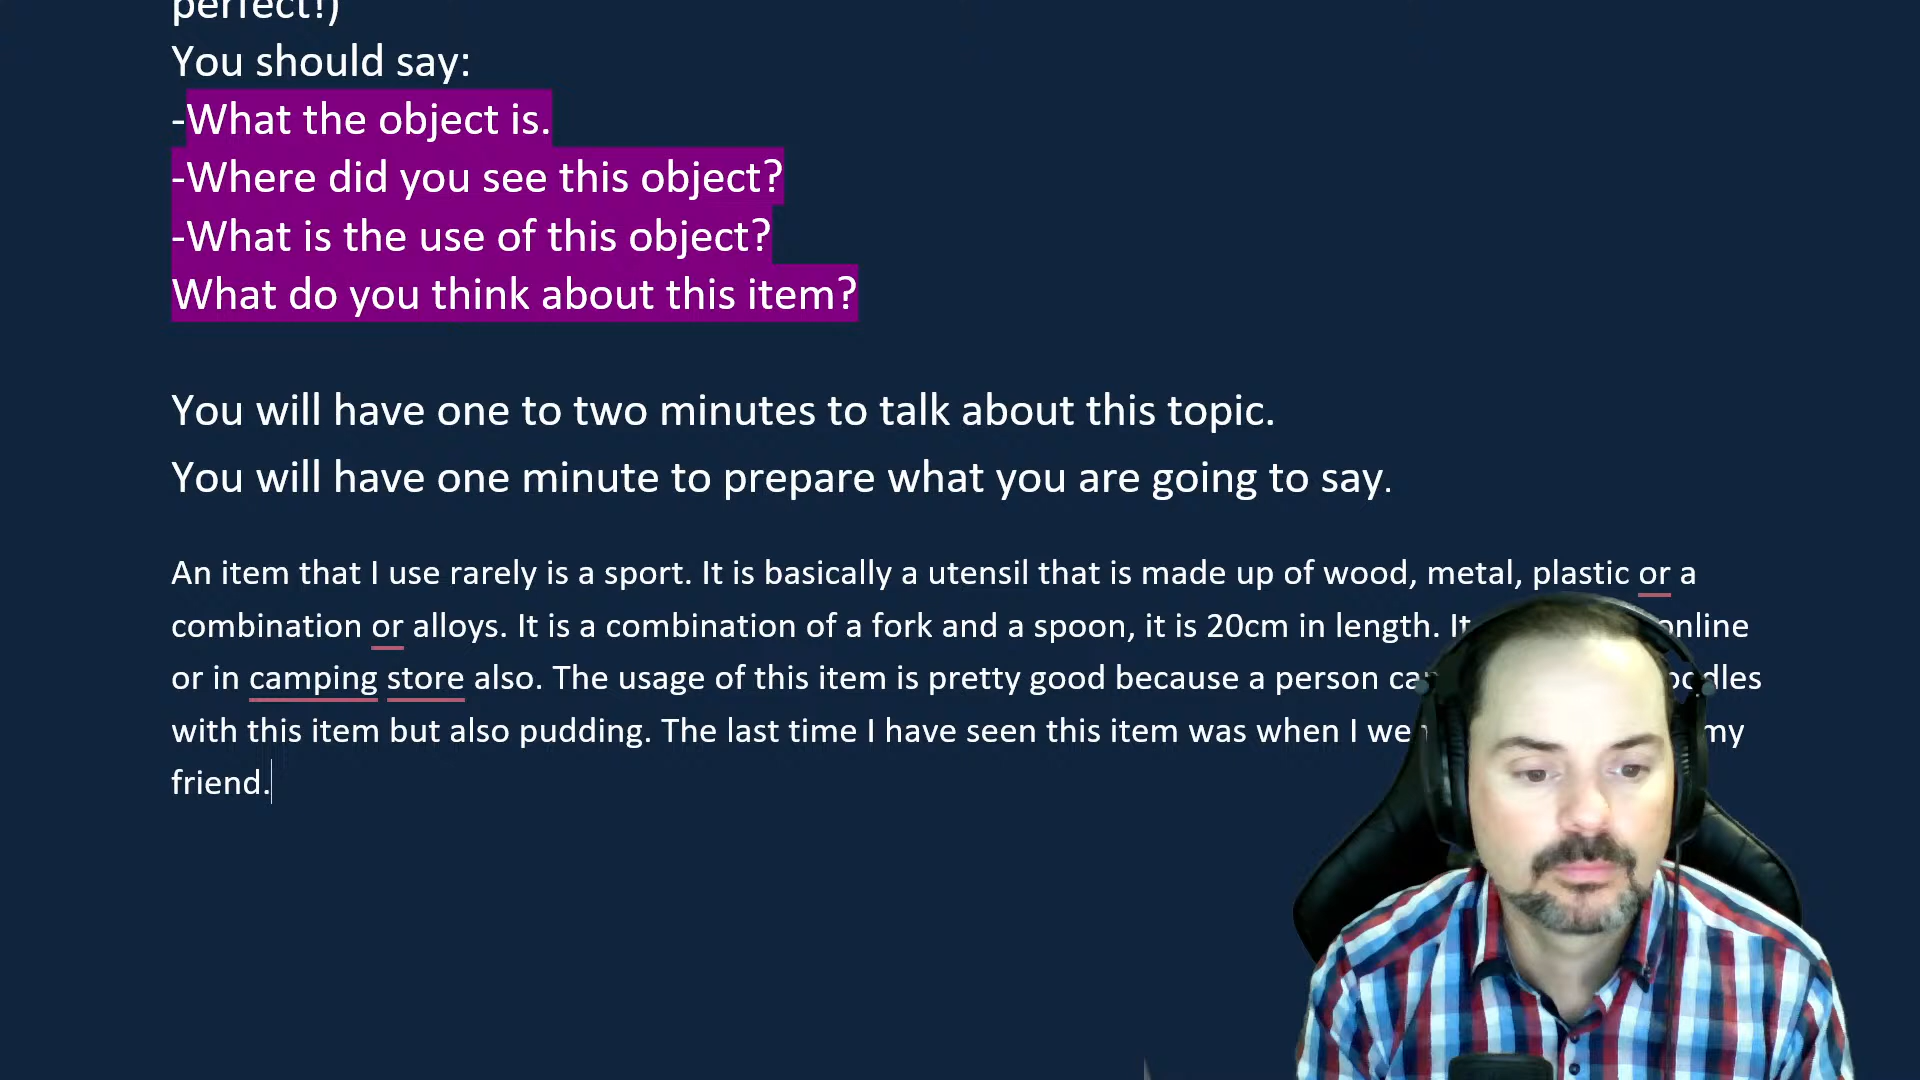 perfect!)
You should say:
-What the object is.
-Where did you see this object?
-What is the use of this object?
What do you think about this item?
You will have one to two minutes to talk about this topic.
You will have one minute to prepare what you are going to say.
An item that I use rarely is a sport. It is basically a utensil that is made up of wood, metal, plastic or a
combination or alloys. It is a combination of a fork and a spoon, it is 20cm in length. It online
or in camping store also. The usage of this item is pretty good because a person
with this item but also pudding. The last time I have seen this item was when I my
friend.